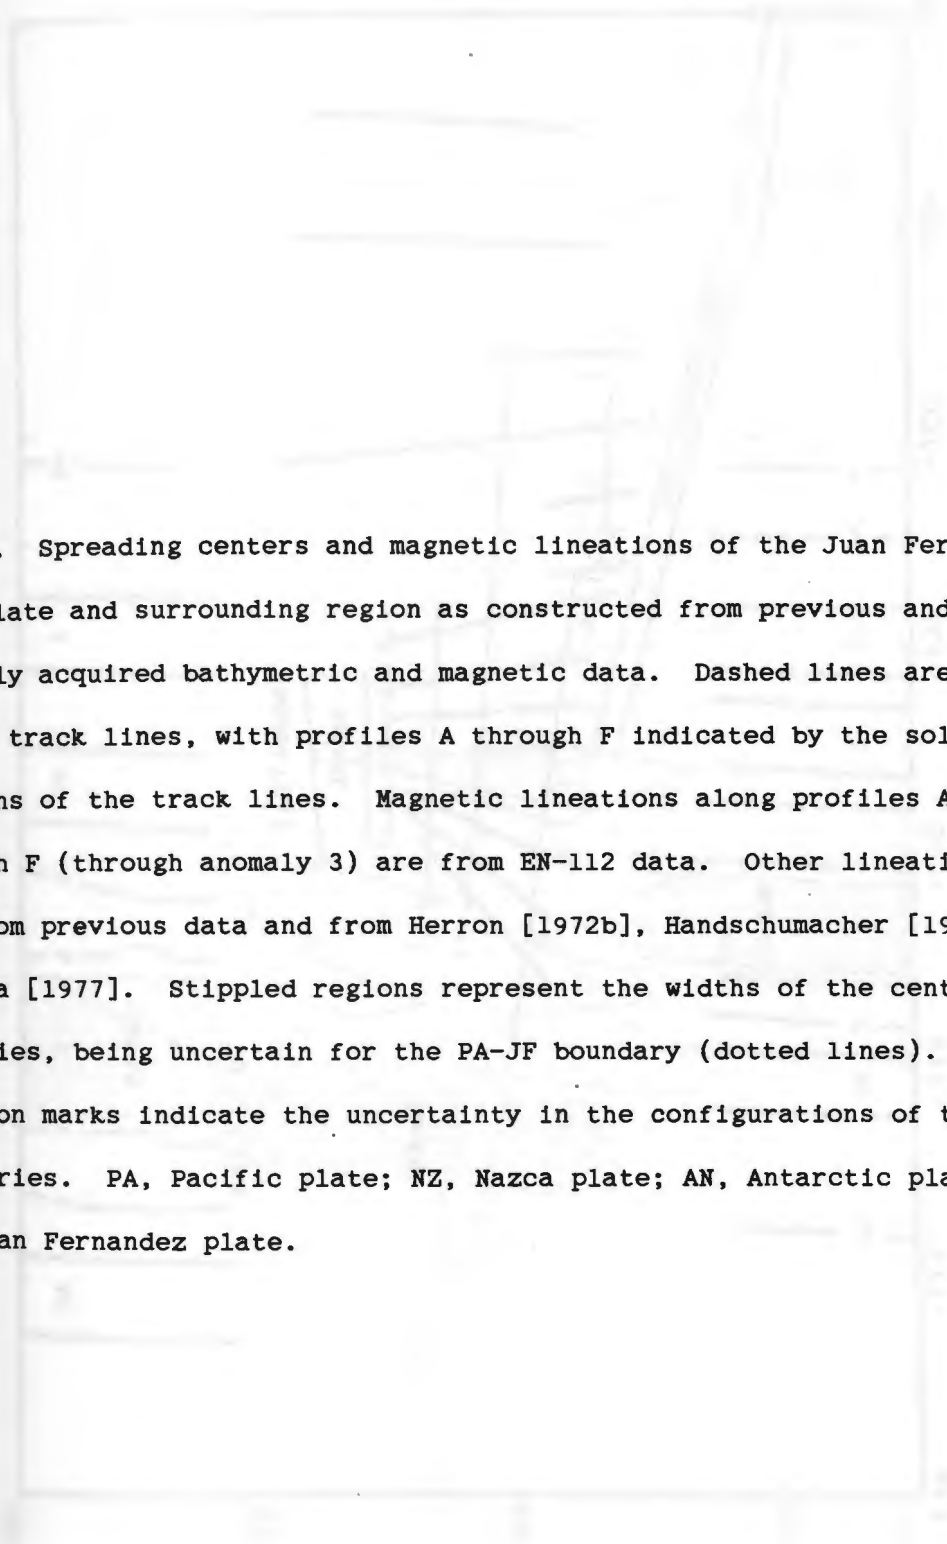 . Spreading centers and magnetic lineations of the Juan Fer
late and surrounding region as constructed from previous and
ly acquired bathymetric and magnetic data. Dashed lines are
track lines, with profiles A through F indicated by the sol
ns of the track lines. Magnetic lineations along profiles A
h F (through anomaly 3) are from EN-112 data. Other lineati
om previous data and from Herron [1972b], Handschumacher [19
a [1977]. Stippled regions represent the widths of the cent
ies, being uncertain for the PA-JF boundary (dotted lines).
on marks indicate the uncertainty in the configurations of t
ries. PA, Pacific plate; NZ, Nazca plate; AN, Antarctic pla
an Fernandez plate.